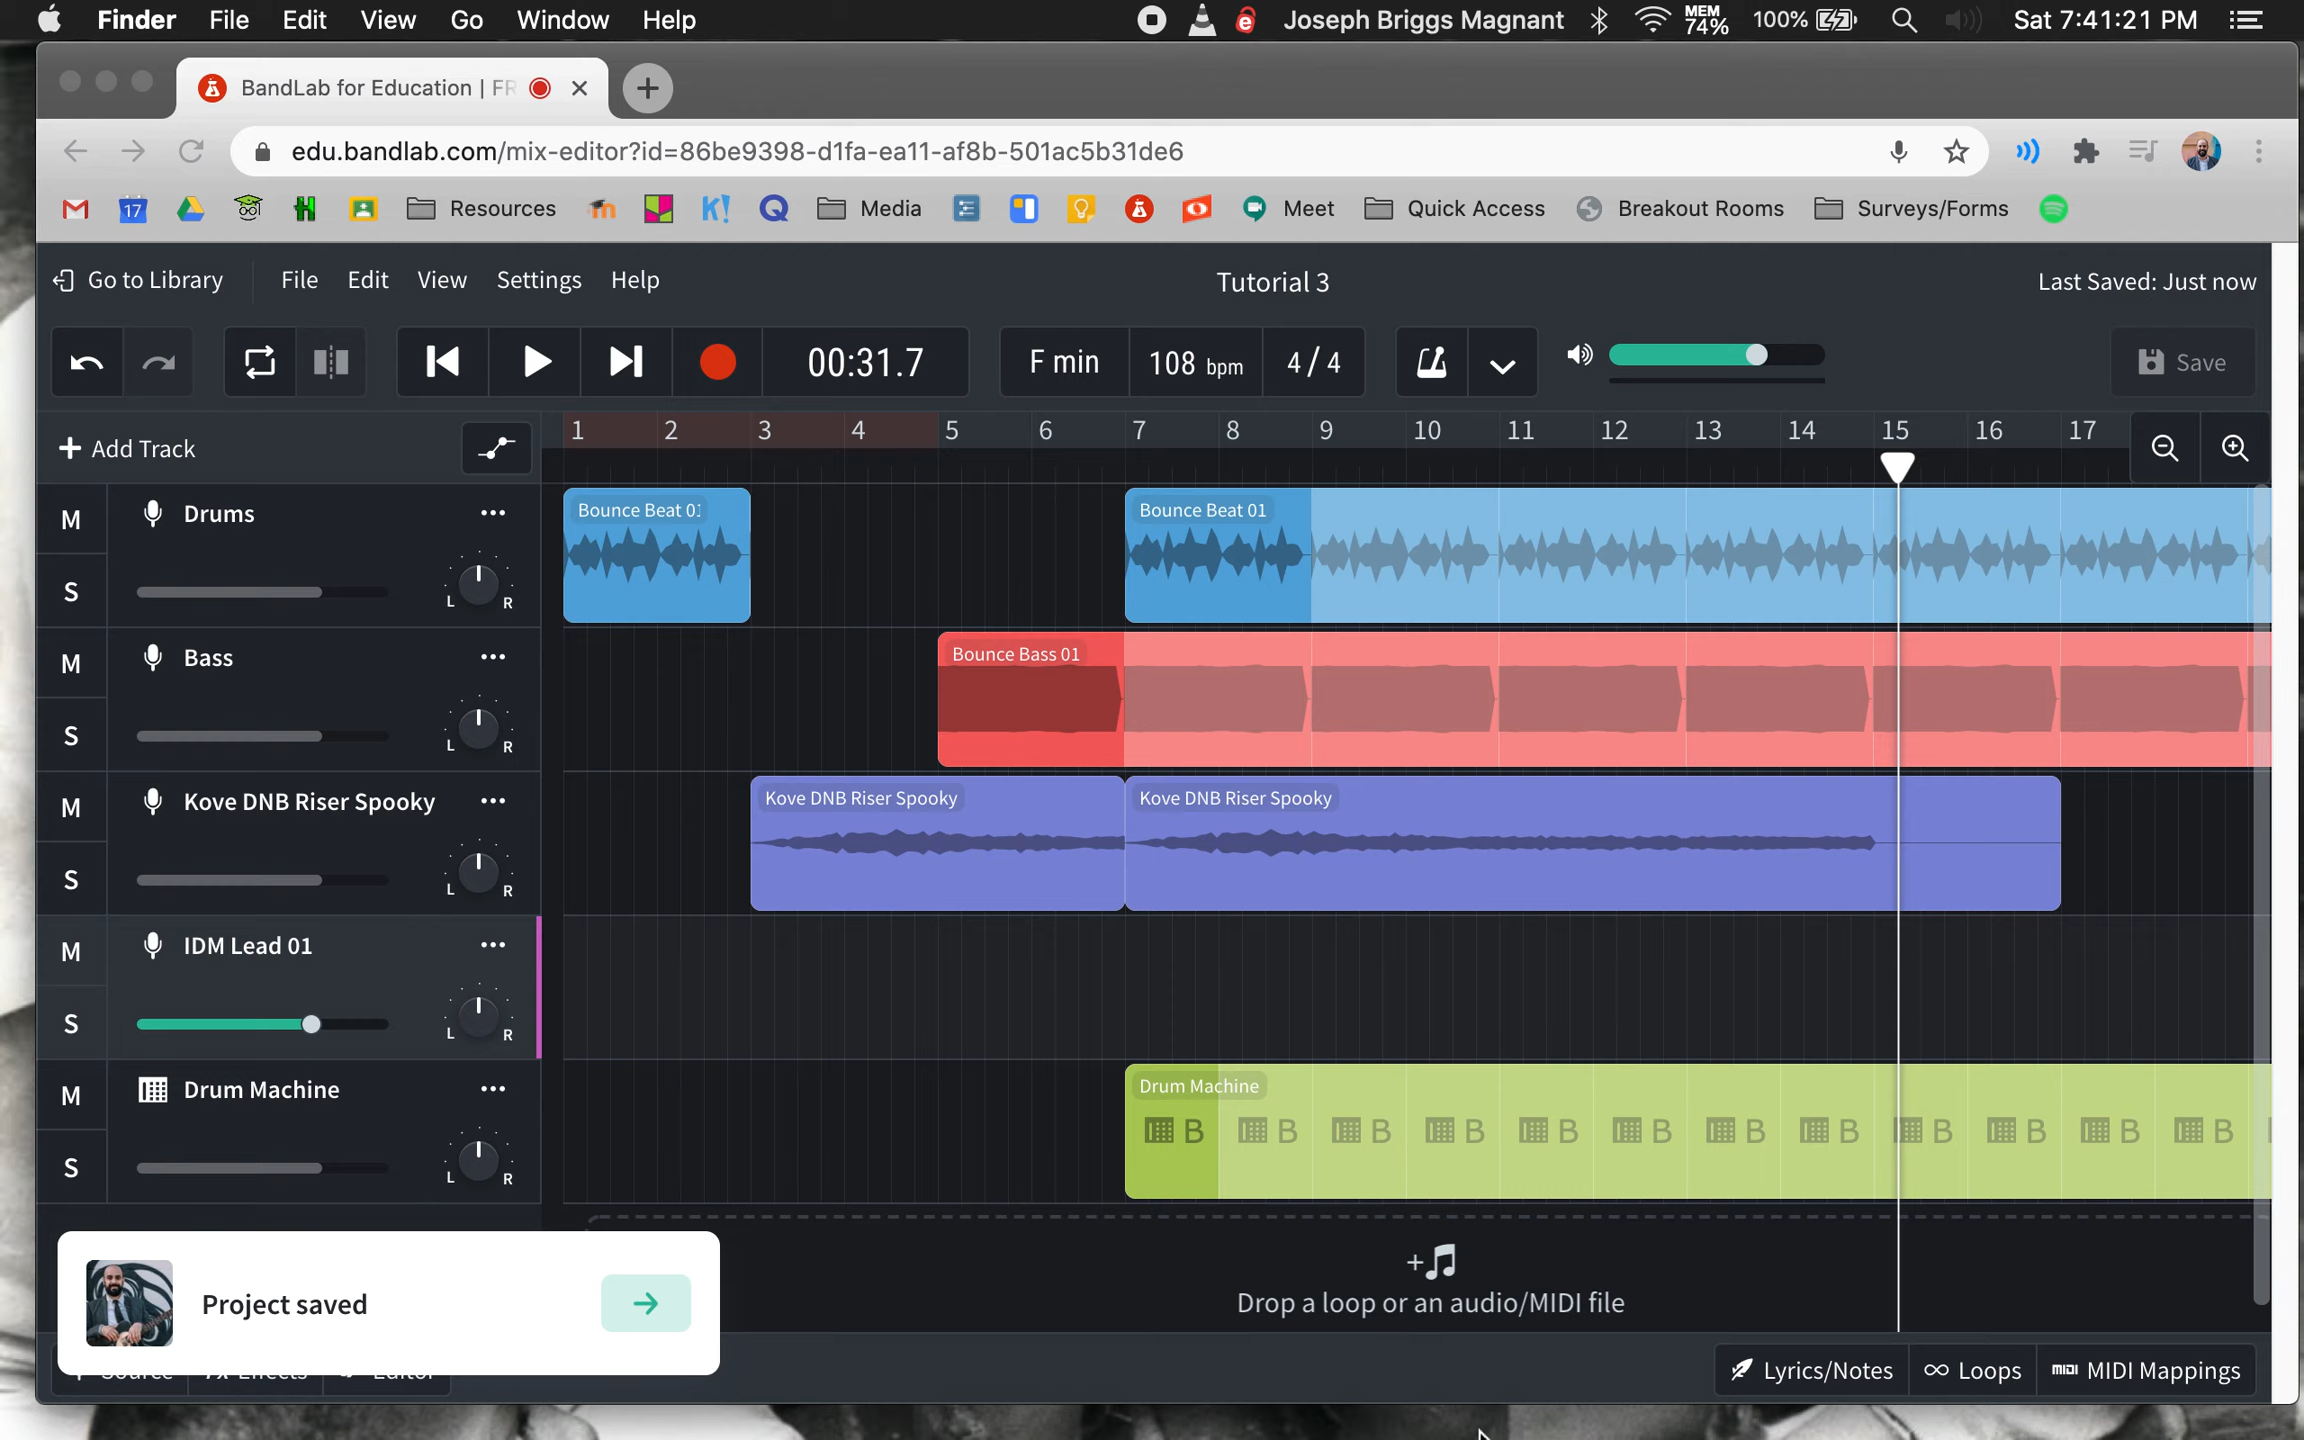 Finder File Edit View Go Window Help Joseph Briggs Magnant MEM 74% 100% Sat 7:41:21 PM
BandLab for Education | FR
edu.bandlab.com/mix-editor?id=86be9398-d1fa-ea11-af8b-501ac5b31de6
17 Resources K! Media Meet Quick Access Breakout Rooms Surveys/Forms
Go to Library File Edit View Settings Help Tutorial 3 Last Saved: Just now
00:31.7 F min 108 bpm 4/4 Save
Add Track 1 2 3 4 5 6 7 8 9 10 11 12 13 14 15 16 17
M Drums Bounce Beat 01 Bounce Beat 01
S L R
M Bass Bounce Bass 01
S L R
M Kove DNB Riser Spooky Kove DNB Riser Spooky Kove DNB Riser Spooky
S L R
M IDM Lead 01
S L R
M Drum Machine Drum Machine
B B B B B B B B B B B B
S L R
Project saved
Drop a loop or an audio/MIDI file
Source Effects Editor Lyrics/Notes Loops MIDI Mappings